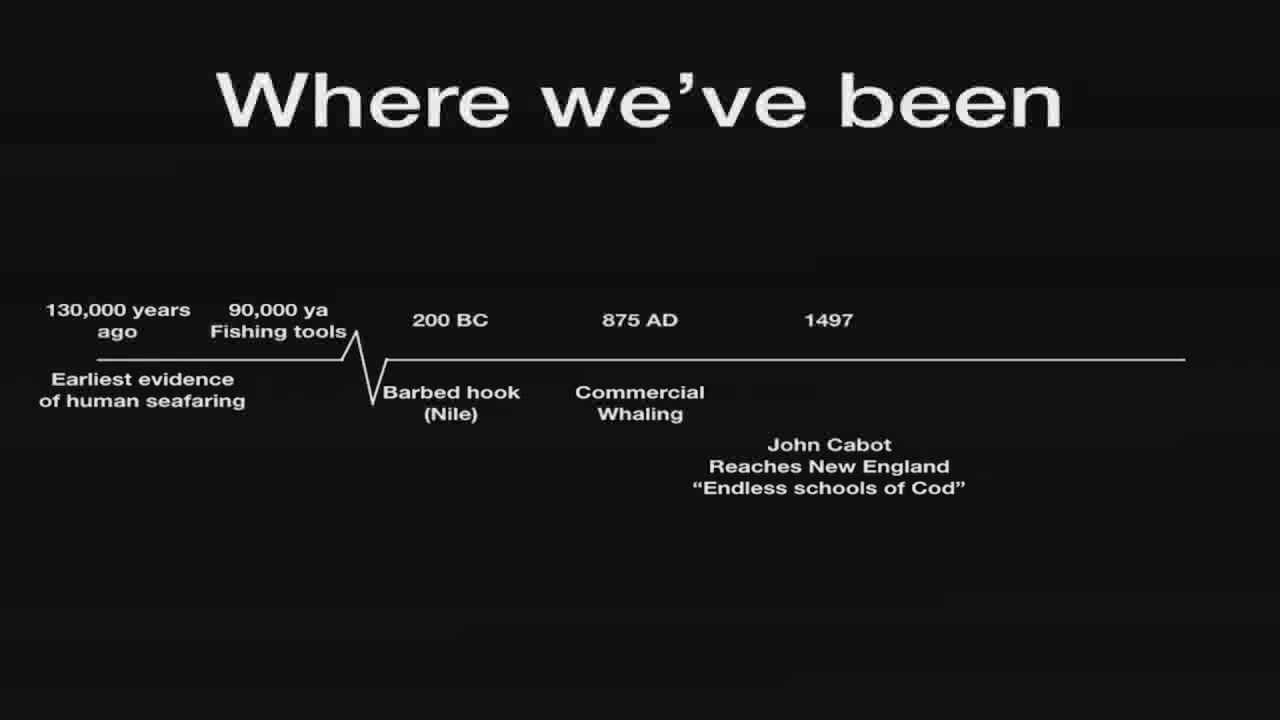 Where we’ve been
130,000 years
ago
90,000 ya
Fishing tools
200 BC
875 AD
1497
Earliest evidence
of human seafaring
Barbed hook
(Nile)
Commercial
Whaling
John Cabot
Reaches New England
“Endless schools of Cod”